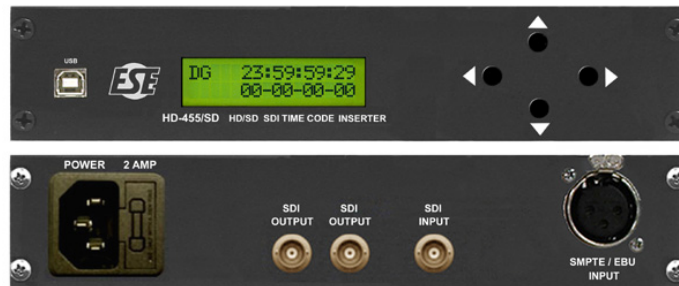 USB
ESE
DG 23:59:59:29
00-00-00-00
HD-455/SD HD/SD SDI TIME CODE INSERTER
POWER 2 AMP
SDI OUTPUT
SDI OUTPUT
SDI INPUT
SMPTE / EBU
INPUT